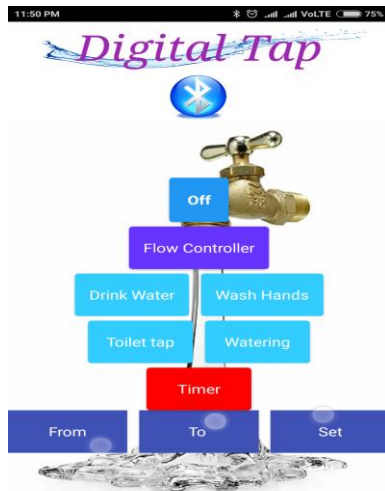 11:50 PM VoLTE 75%
Digital Tap
Off
Flow Controller
Drink Water Wash Hands
Toilet tap Watering
Timer
From To Set